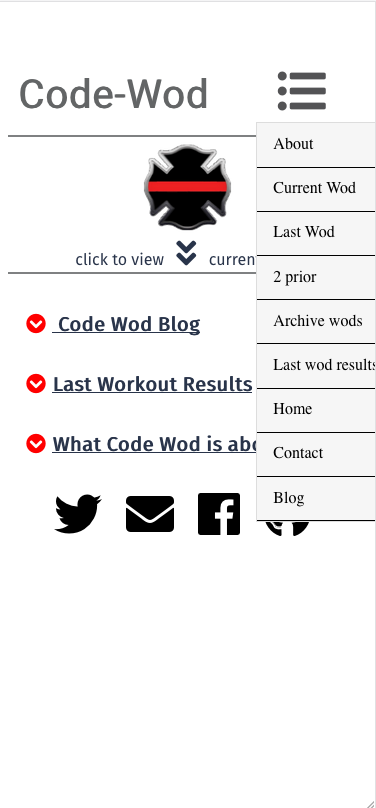 Code-Wod
About
Current Wod
Last Wod
2 prior
Archive wods
Last wod results
Home
Contact
Blog
click to view curren
Code Wod Blog
Last Workout Results
What Code Wod is abo